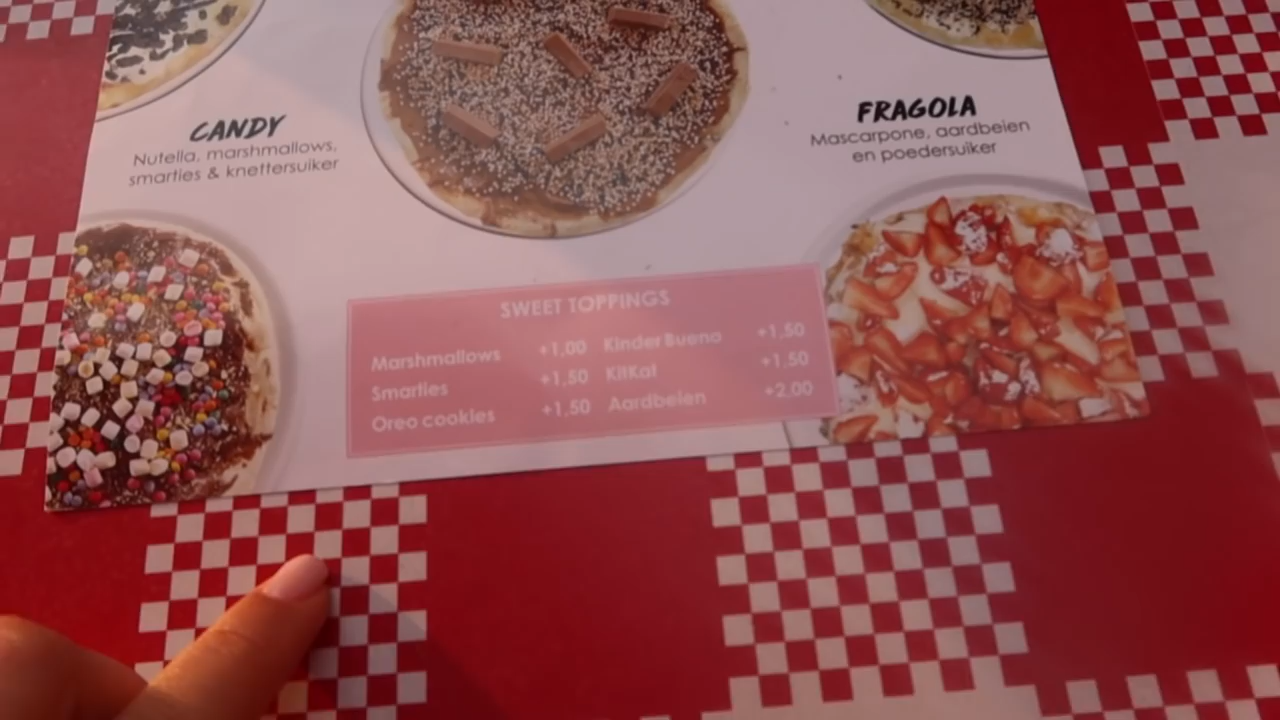 CANDY
Nutella, marshmallows,
smarties & knettersuiker
FRAGOLA
Mascarpone, aardbeien
en poedersuiker
SWEET TOPPINGS
Marshmallows +1,00 Kinder Bueno +1,50
Smarties +1,50 KitKat +1,50
Oreo cookies +1,50 Aardbeien +2,00